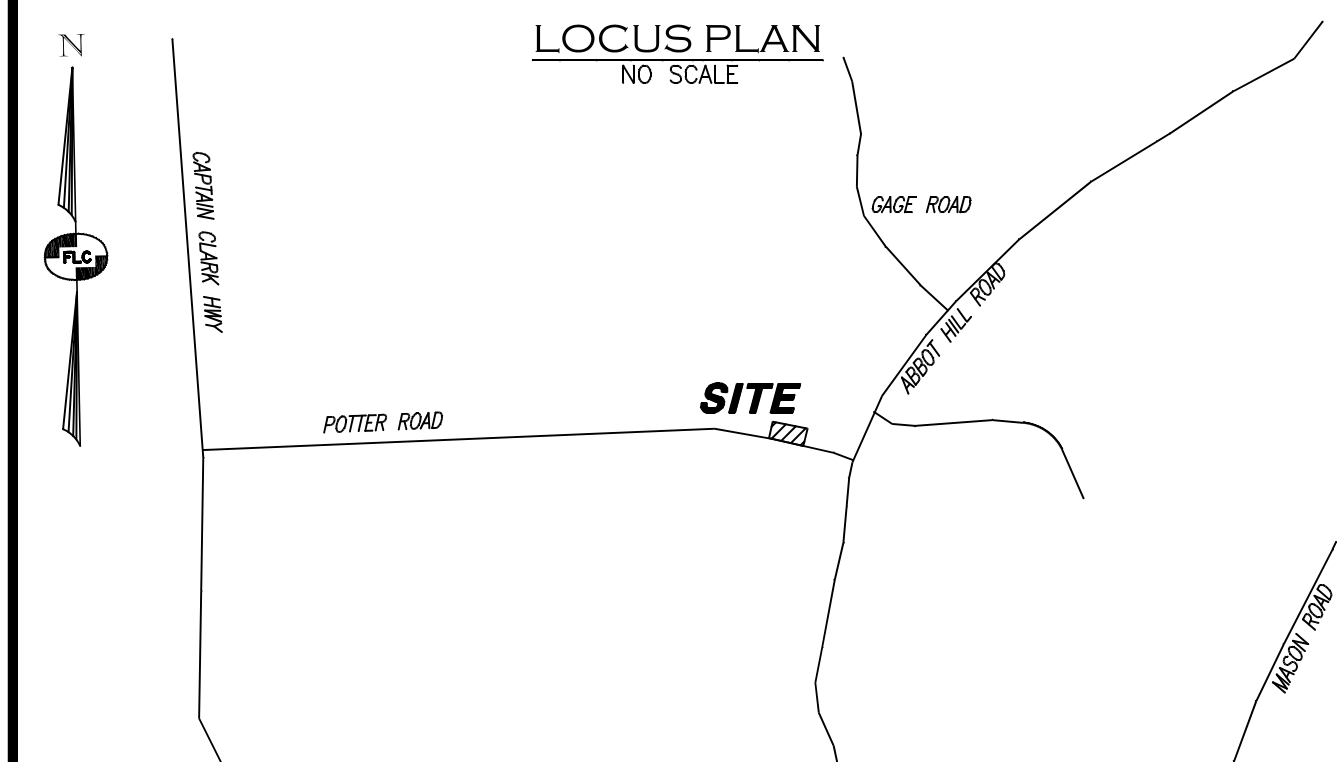 LOCUS PLAN
NO SCALE
N
CAPTAIN CLARK HWY
GAGE ROAD
FLC
ABBOT HILL ROAD
SITE
POTTER ROAD
MASON ROAD